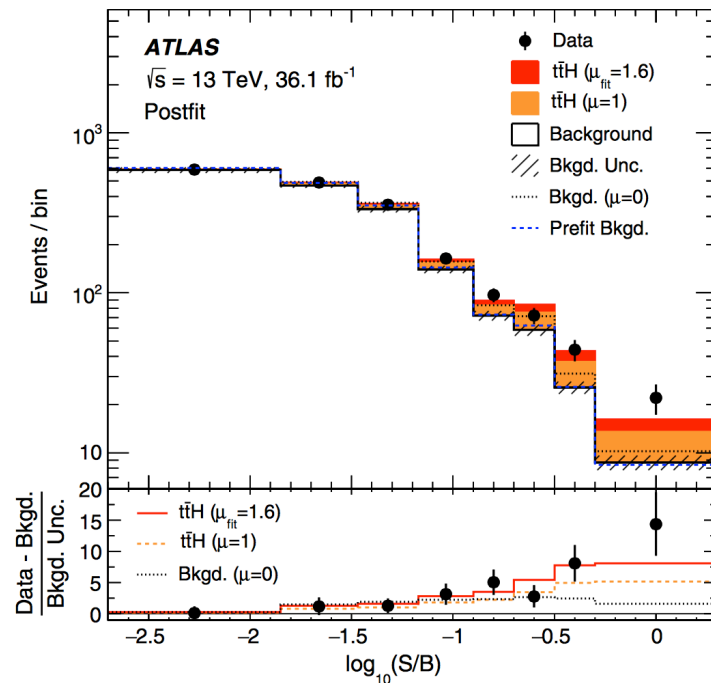 ATLAS
√s = 13 TeV, 36.1 fb⁻¹
Postfit
Data
tt̄H (μ_fit=1.6)
tt̄H (μ=1)
Background
Bkgd. Unc.
Bkgd. (μ=0)
Prefit Bkgd.
Events / bin
10³
10²
10
Data - Bkgd.
Bkgd. Unc.
20
15
10
5
0
tt̄H (μ_fit=1.6)
tt̄H (μ=1)
Bkgd. (μ=0)
−2.5 −2 −1.5 −1 −0.5 0
log₁₀(S/B)